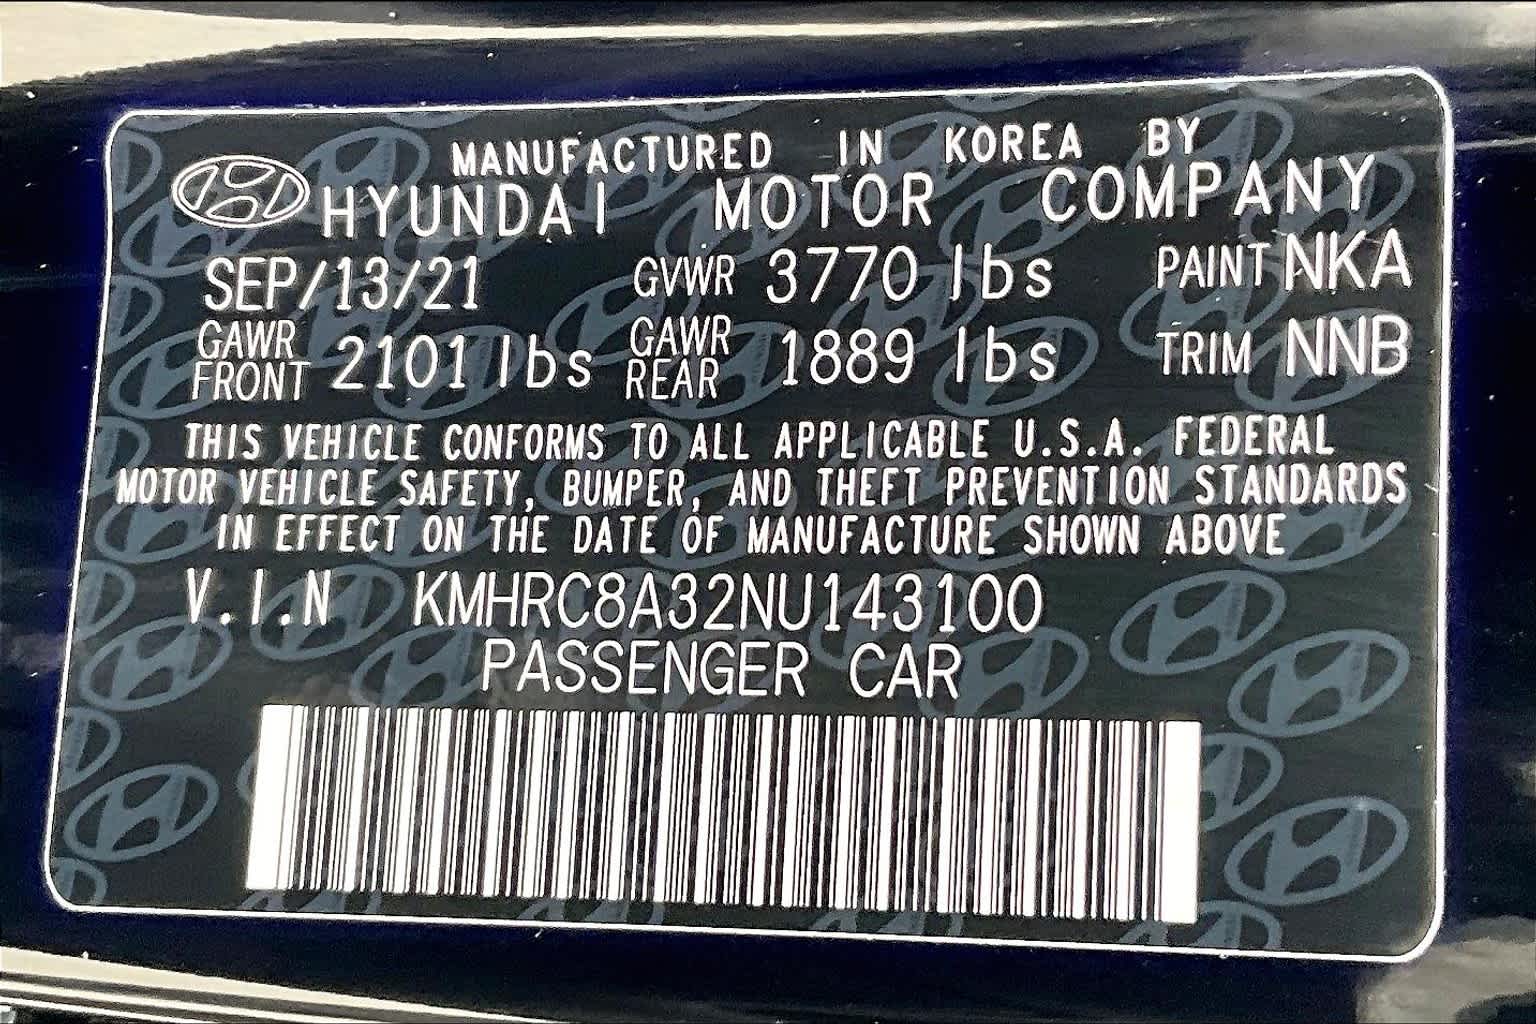 MANUFACTURED IN KOREA BY
HYUNDAI MOTOR COMPANY
SEP/13/21 GVWR 3770 lbs PAINT NKA
GAWR FRONT 2101 lbs GAWR REAR 1889 lbs TRIM NNB
THIS VEHICLE CONFORMS TO ALL APPLICABLE U.S.A. FEDERAL
MOTOR VEHICLE SAFETY, BUMPER, AND THEFT PREVENTION STANDARDS
IN EFFECT ON THE DATE OF MANUFACTURE SHOWN ABOVE
V.I.N KMHRC8A32NU143100
PASSENGER CAR